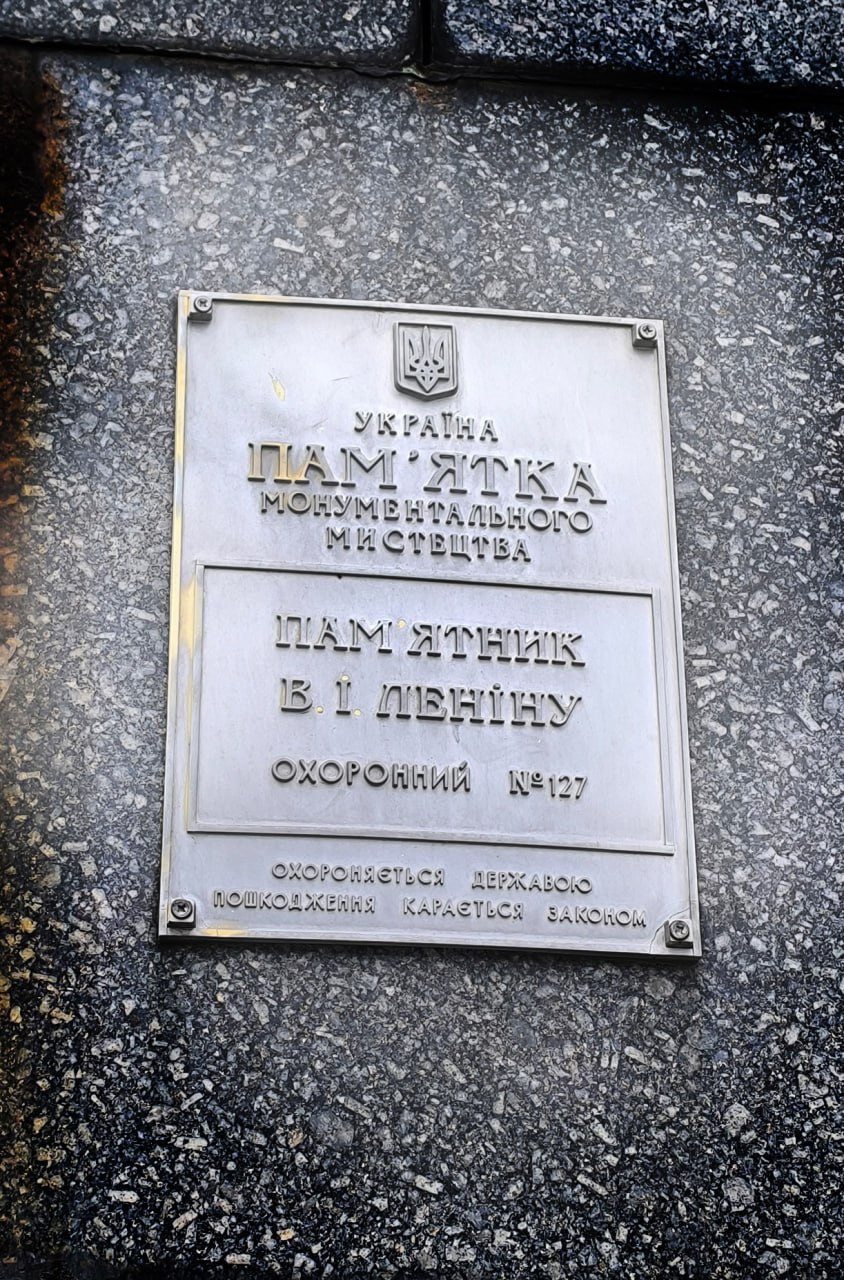 УКРАЇНА
ПАМ'ЯТКА
МОНУМЕНТАЛЬНОГО
МИСТЕЦТВА
ПАМ'ЯТНИК
В. І. ЛЕНІНУ
ОХОРОННИЙ №127
ОХОРОНЯЄТЬСЯ ДЕРЖАВОЮ
ПОШКОДЖЕННЯ КАРАЄТЬСЯ ЗАКОНОМ